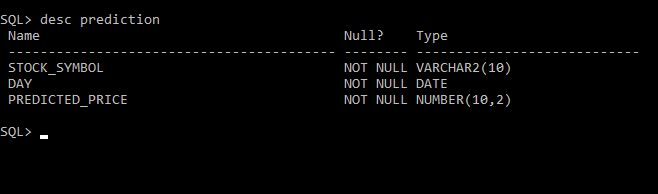 SQL> desc prediction
Name Null? Type
----------------------------------------- -------- ----------------------------
STOCK_SYMBOL NOT NULL VARCHAR2(10)
DAY NOT NULL DATE
PREDICTED_PRICE NOT NULL NUMBER(10,2)
SQL>